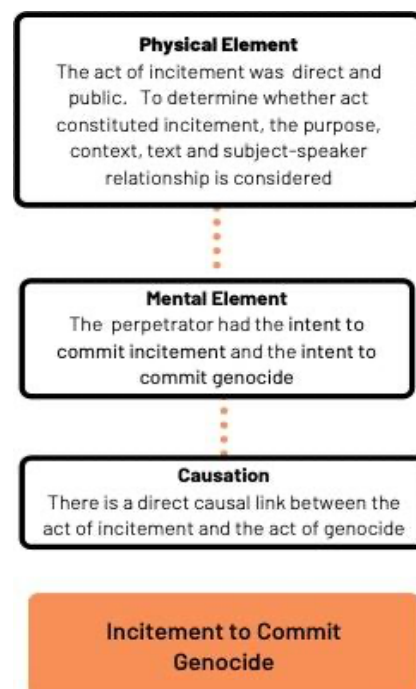 Physical Element
The act of incitement was direct and
public. To determine whether act
constituted incitement, the purpose,
context, text and subject-speaker
relationship is considered
Mental Element
The perpetrator had the intent to
commit incitement and the intent to
commit genocide
Causation
There is a direct causal link between the
act of incitement and the act of genocide
Incitement to Commit
Genocide